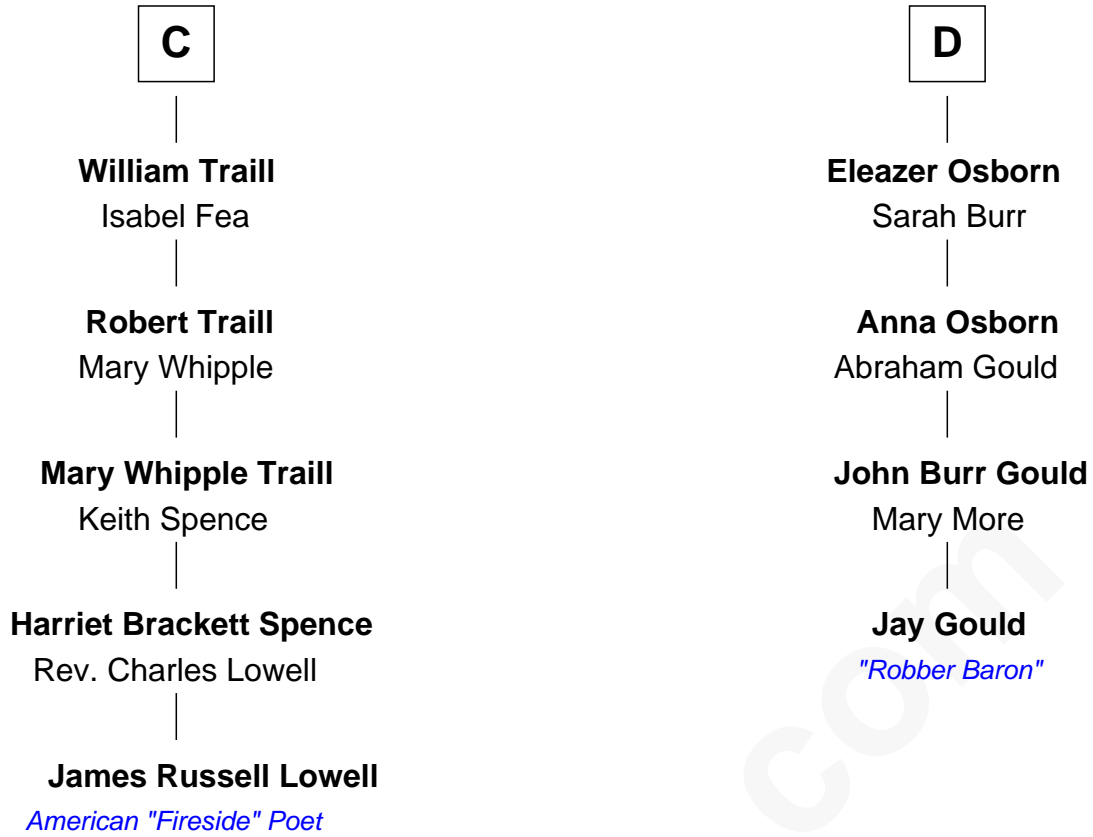 C
William Traill
Isabel Fea
Robert Traill
Mary Whipple
Mary Whipple Traill
Keith Spence
Harriet Brackett Spence
Rev. Charles Lowell
James Russell Lowell
American "Fireside" Poet
D
Eleazer Osborn
Sarah Burr
Anna Osborn
Abraham Gould
John Burr Gould
Mary More
Jay Gould
"Robber Baron"
com